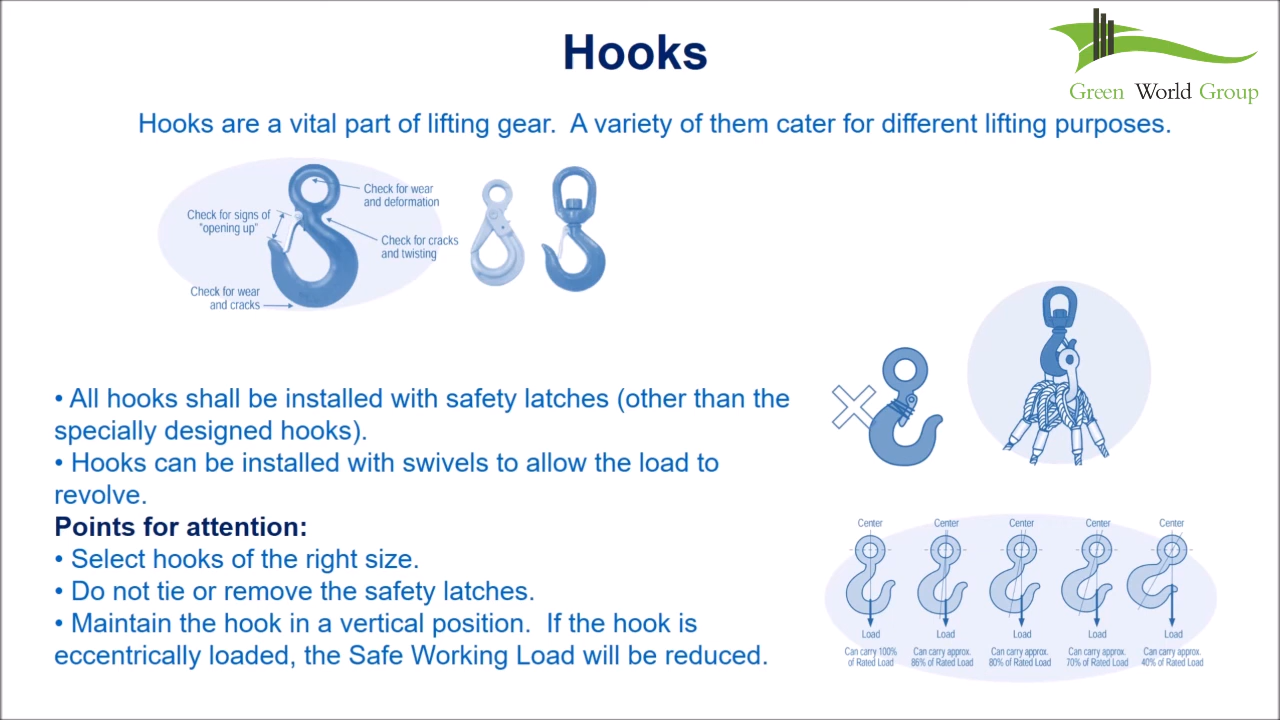 Hooks
Green World Group
Hooks are a vital part of lifting gear.  A variety of them cater for different lifting purposes.
Check for wear
and deformation
Check for signs of
"opening up"
Check for cracks
and twisting
Check for wear
and cracks
• All hooks shall be installed with safety latches (other than the
specially designed hooks).
• Hooks can be installed with swivels to allow the load to
revolve.
Points for attention:
• Select hooks of the right size.
• Do not tie or remove the safety latches.
• Maintain the hook in a vertical position.  If the hook is
eccentrically loaded, the Safe Working Load will be reduced.
Center Center Center Center Center
Load Load Load Load Load
Can carry 100% Can carry approx. Can carry approx. Can carry approx. Can carry approx.
of Rated Load 86% of Rated Load 80% of Rated Load 70% of Rated Load 40% of Rated Load